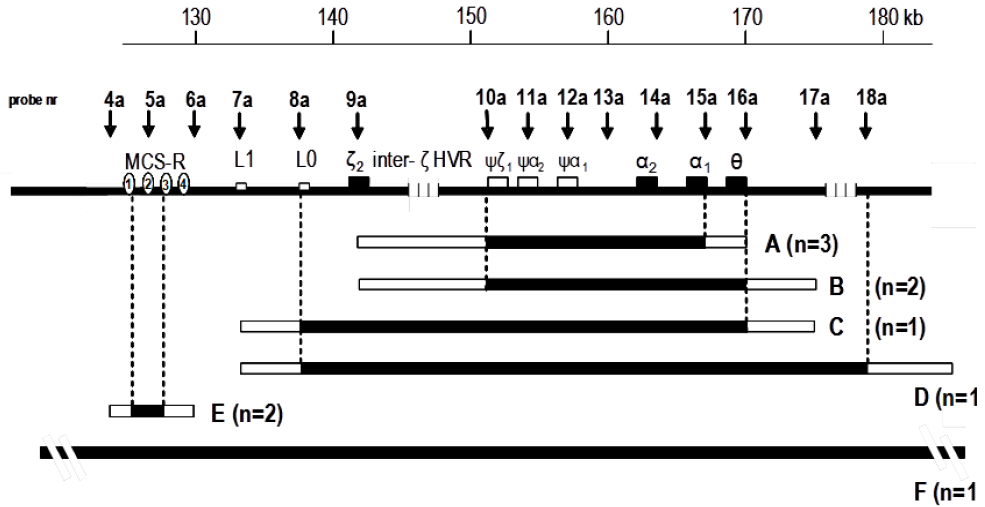 130 140 150 160 170 180 kb
probe nr 4a 5a 6a 7a 8a 9a 10a 11a 12a 13a 14a 15a 16a 17a 18a
MCS-R L1 L0 ζ2 inter- ζ HVR ψζ1 ψα2 ψα1 α2 α1 θ
1 2 3 4
A (n=3)
B (n=2)
C (n=1)
D (n=1
E (n=2)
F (n=1